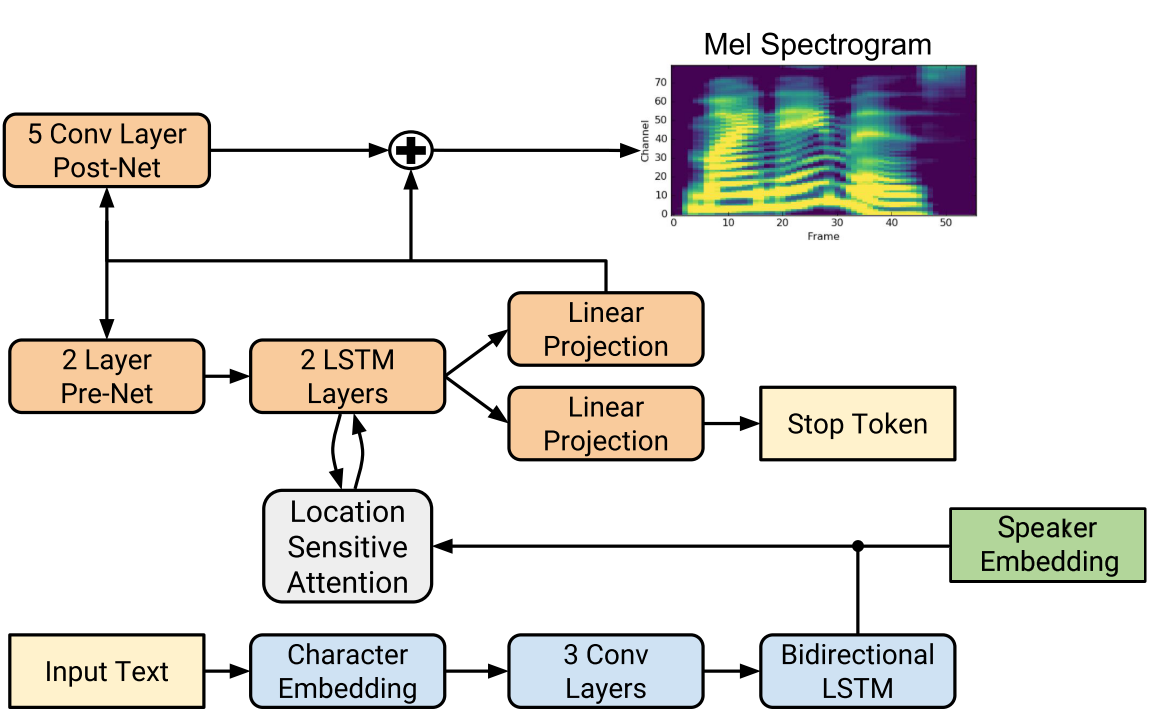 Mel Spectrogram
5 Conv Layer
Post-Net
70
60
50
40
30
20
10
0
Channel
0 10 20 30 40 50
Frame
Linear
Projection
2 Layer
Pre-Net
2 LSTM
Layers
Linear
Projection
Stop Token
Location
Sensitive
Attention
Speaker
Embedding
Input Text
Character
Embedding
3 Conv
Layers
Bidirectional
LSTM